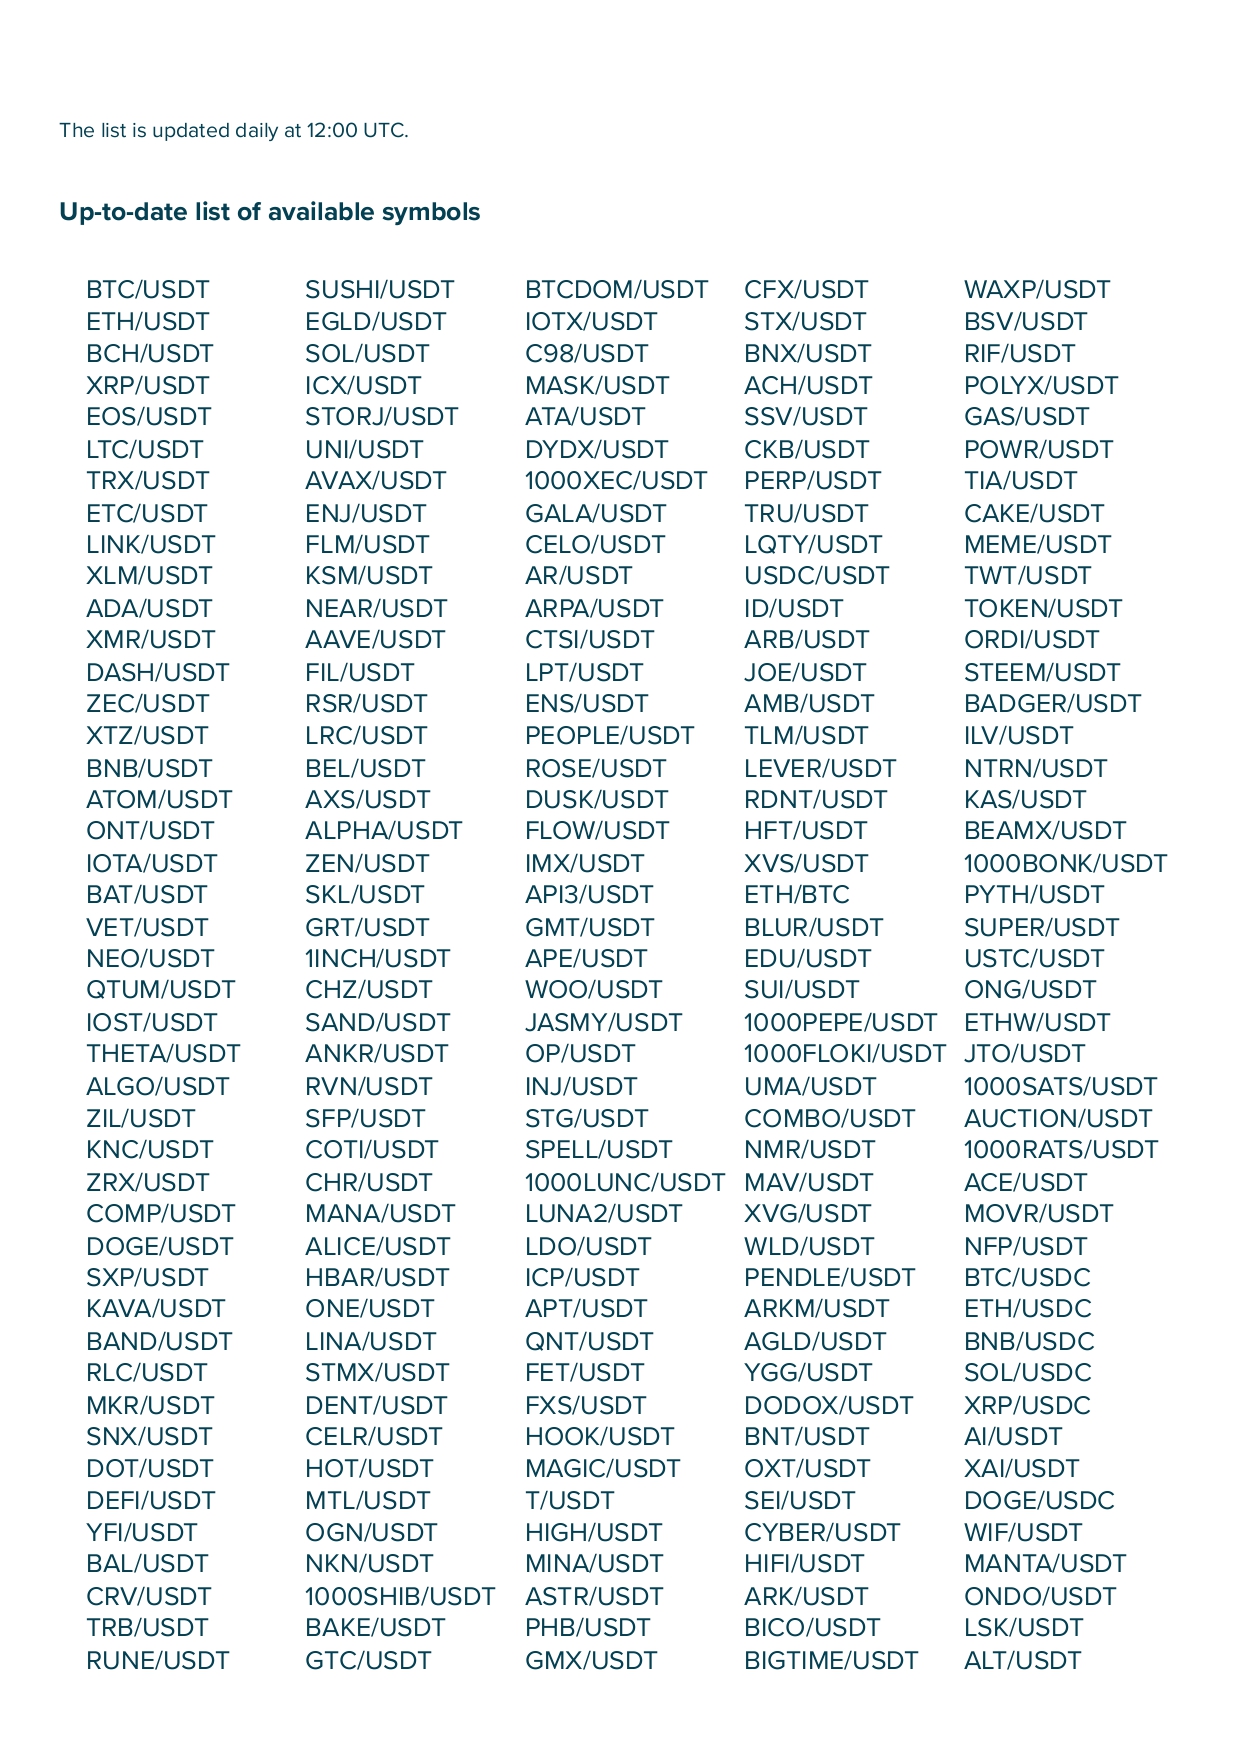 The list is updated daily at 12:00 UTC.
Up-to-date list of available symbols
BTC/USDT
ETH/USDT
BCH/USDT
XRP/USDT
EOS/USDT
LTC/USDT
TRX/USDT
ETC/USDT
LINK/USDT
XLM/USDT
ADA/USDT
XMR/USDT
DASH/USDT
ZEC/USDT
XTZ/USDT
BNB/USDT
ATOM/USDT
ONT/USDT
IOTA/USDT
BAT/USDT
VET/USDT
NEO/USDT
QTUM/USDT
IOST/USDT
THETA/USDT
ALGO/USDT
ZIL/USDT
KNC/USDT
ZRX/USDT
COMP/USDT
DOGE/USDT
SXP/USDT
KAVA/USDT
BAND/USDT
RLC/USDT
MKR/USDT
SNX/USDT
DOT/USDT
DEFI/USDT
YFI/USDT
BAL/USDT
CRV/USDT
TRB/USDT
RUNE/USDT
SUSHI/USDT
EGLD/USDT
SOL/USDT
ICX/USDT
STORJ/USDT
UNI/USDT
AVAX/USDT
ENJ/USDT
FLM/USDT
KSM/USDT
NEAR/USDT
AAVE/USDT
FIL/USDT
RSR/USDT
LRC/USDT
BEL/USDT
AXS/USDT
ALPHA/USDT
ZEN/USDT
SKL/USDT
GRT/USDT
1INCH/USDT
CHZ/USDT
SAND/USDT
ANKR/USDT
RVN/USDT
SFP/USDT
COTI/USDT
CHR/USDT
MANA/USDT
ALICE/USDT
HBAR/USDT
ONE/USDT
LINA/USDT
STMX/USDT
DENT/USDT
CELR/USDT
HOT/USDT
MTL/USDT
OGN/USDT
NKN/USDT
1000SHIB/USDT
BAKE/USDT
GTC/USDT
BTCDOM/USDT
IOTX/USDT
C98/USDT
MASK/USDT
ATA/USDT
DYDX/USDT
1000XEC/USDT
GALA/USDT
CELO/USDT
AR/USDT
ARPA/USDT
CTSI/USDT
LPT/USDT
ENS/USDT
PEOPLE/USDT
ROSE/USDT
DUSK/USDT
FLOW/USDT
IMX/USDT
API3/USDT
GMT/USDT
APE/USDT
WOO/USDT
JASMY/USDT
OP/USDT
INJ/USDT
STG/USDT
SPELL/USDT
1000LUNC/USDT
LUNA2/USDT
LDO/USDT
ICP/USDT
APT/USDT
QNT/USDT
FET/USDT
FXS/USDT
HOOK/USDT
MAGIC/USDT
T/USDT
HIGH/USDT
MINA/USDT
ASTR/USDT
PHB/USDT
GMX/USDT
CFX/USDT
STX/USDT
BNX/USDT
ACH/USDT
SSV/USDT
CKB/USDT
PERP/USDT
TRU/USDT
LQTY/USDT
USDC/USDT
ID/USDT
ARB/USDT
JOE/USDT
AMB/USDT
TLM/USDT
LEVER/USDT
RDNT/USDT
HFT/USDT
XVS/USDT
ETH/BTC
BLUR/USDT
EDU/USDT
SUI/USDT
1000PEPE/USDT
1000FLOKI/USDT
UMA/USDT
COMBO/USDT
NMR/USDT
MAV/USDT
XVG/USDT
WLD/USDT
PENDLE/USDT
ARKM/USDT
AGLD/USDT
YGG/USDT
DODOX/USDT
BNT/USDT
OXT/USDT
SEI/USDT
CYBER/USDT
HIFI/USDT
ARK/USDT
BICO/USDT
BIGTIME/USDT
WAXP/USDT
BSV/USDT
RIF/USDT
POLYX/USDT
GAS/USDT
POWR/USDT
TIA/USDT
CAKE/USDT
MEME/USDT
TWT/USDT
TOKEN/USDT
ORDI/USDT
STEEM/USDT
BADGER/USDT
ILV/USDT
NTRN/USDT
KAS/USDT
BEAMX/USDT
1000BONK/USDT
PYTH/USDT
SUPER/USDT
USTC/USDT
ONG/USDT
ETHW/USDT
JTO/USDT
1000SATS/USDT
AUCTION/USDT
1000RATS/USDT
ACE/USDT
MOVR/USDT
NFP/USDT
BTC/USDC
ETH/USDC
BNB/USDC
SOL/USDC
XRP/USDC
AI/USDT
XAI/USDT
DOGE/USDC
WIF/USDT
MANTA/USDT
ONDO/USDT
LSK/USDT
ALT/USDT